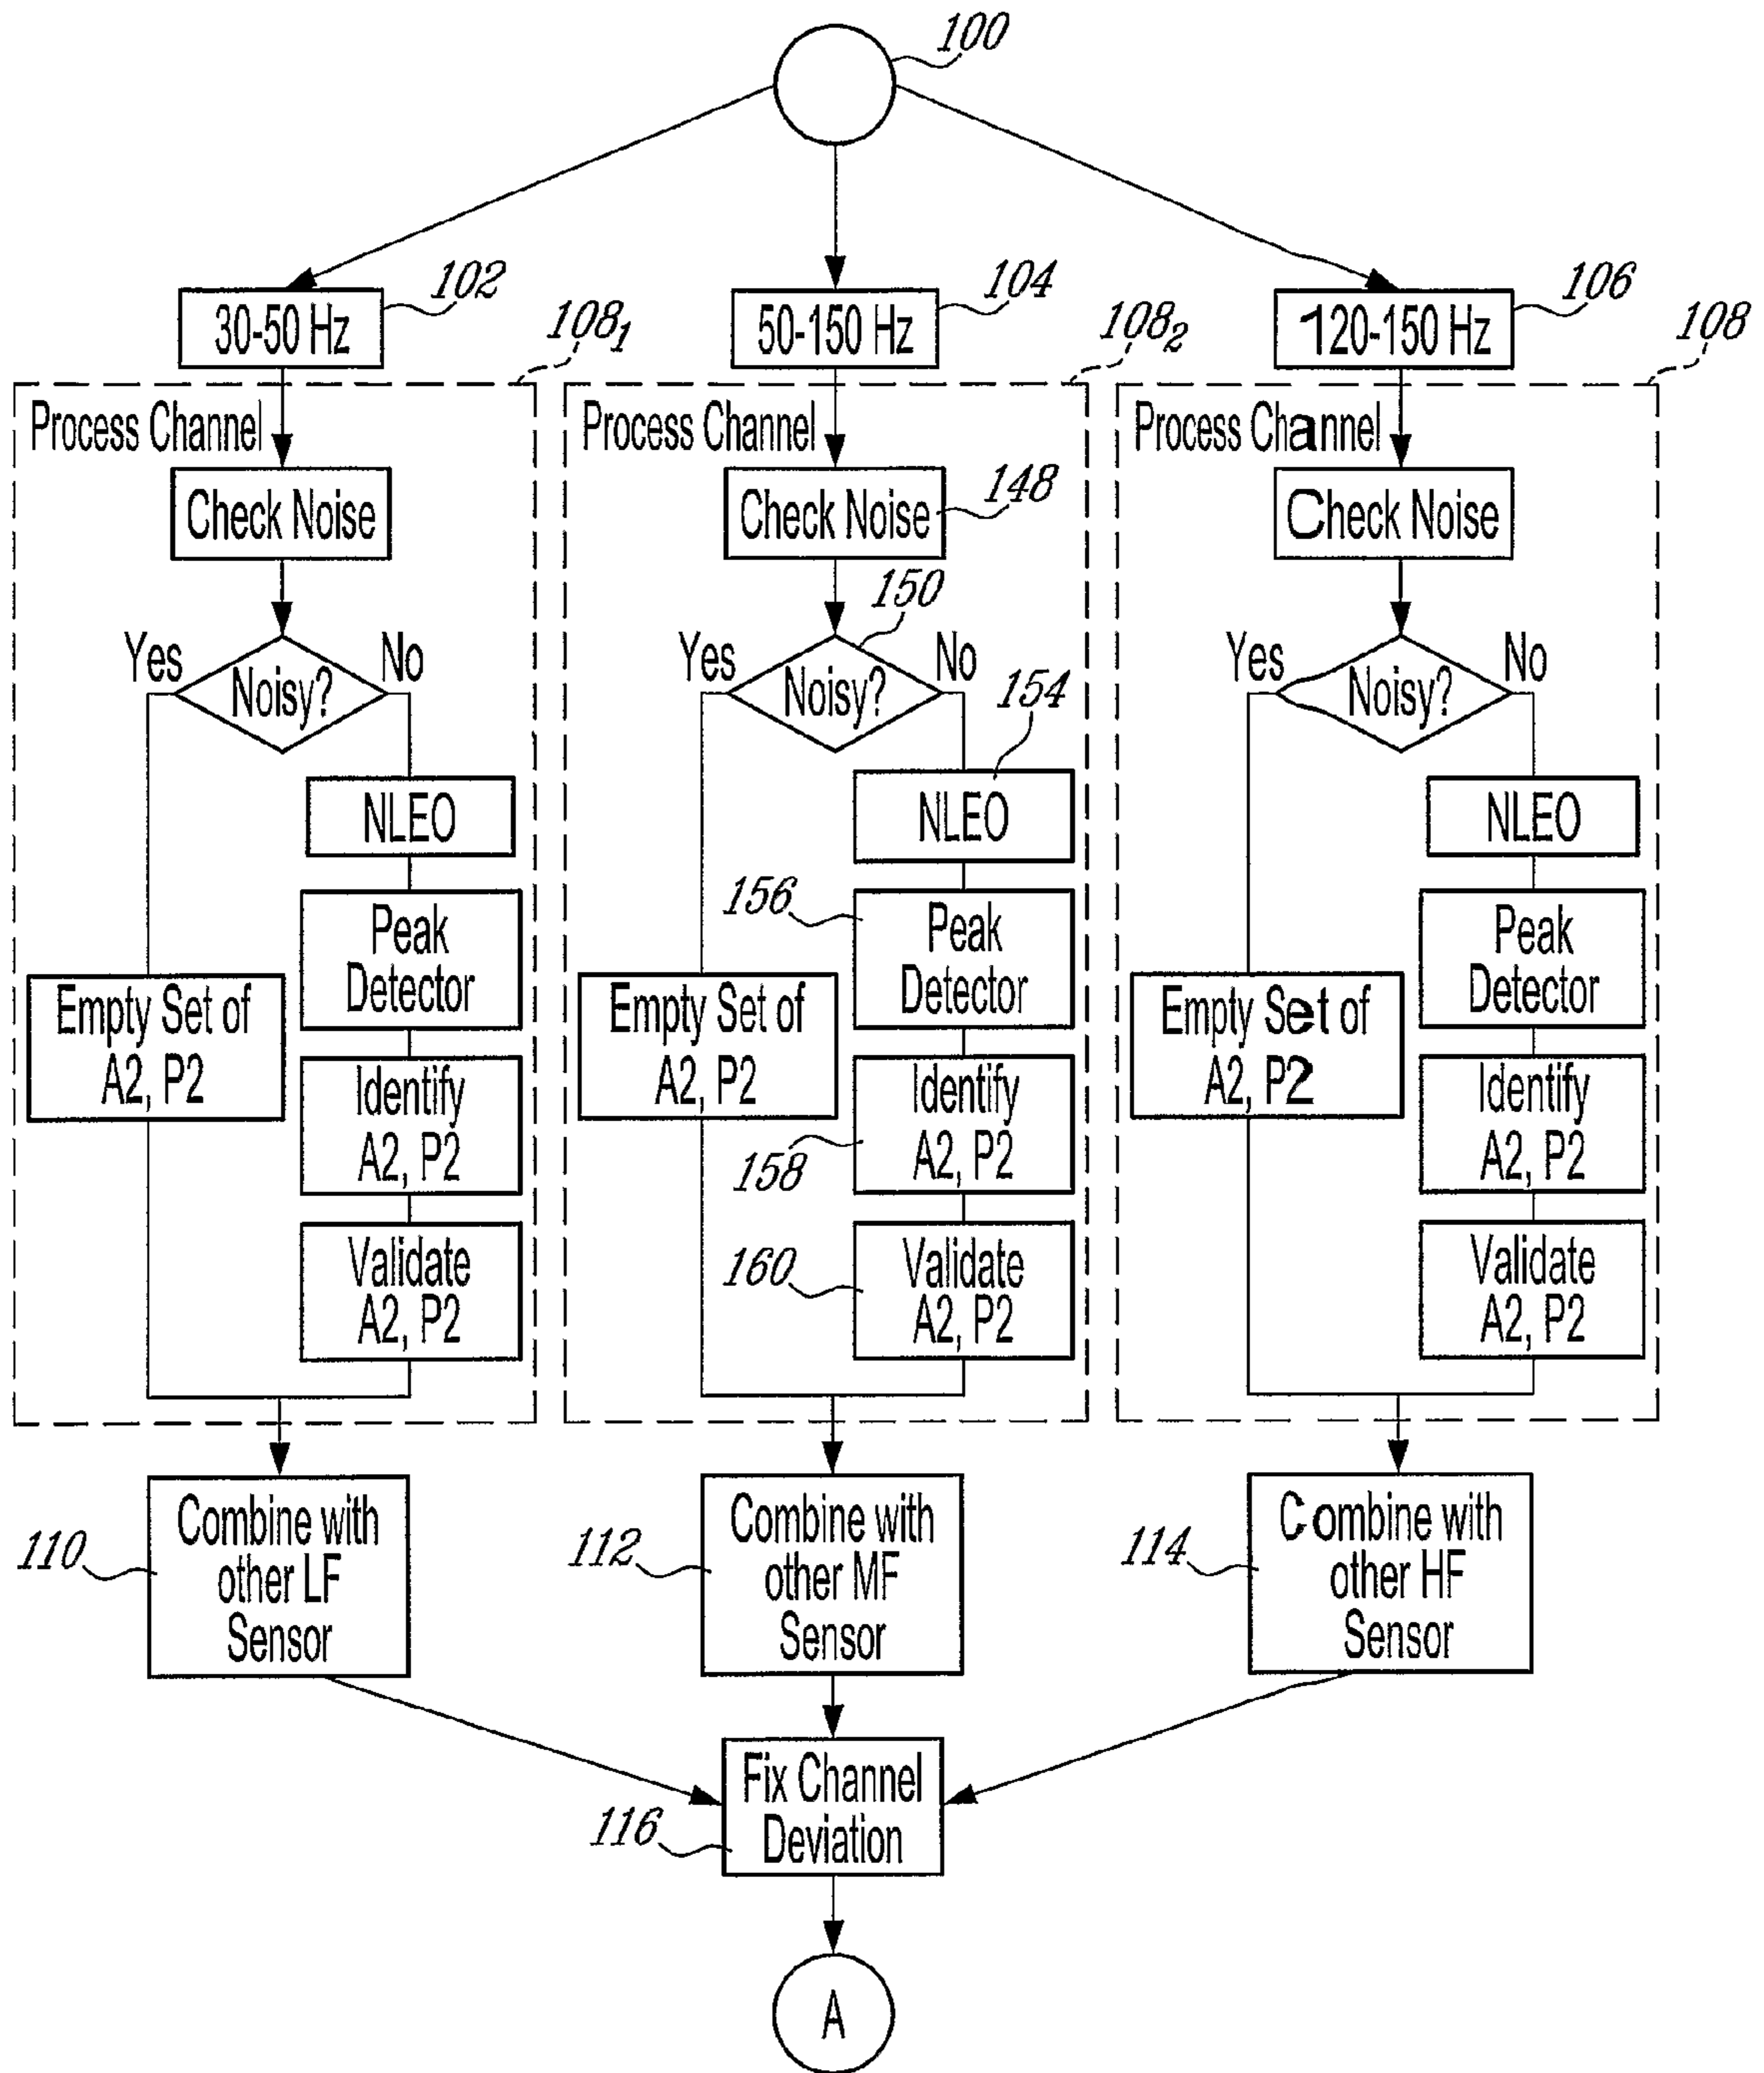 100
30-50 Hz
102
50-150 Hz
104
120-150 Hz
106
108₁
108₂
108
Process Channel
Check Noise
Yes
No
Noisy?
NLEO
Peak
Detector
Empty Set of
A2, P2
Identify
A2, P2
Validate
A2, P2
Process Channel
Check Noise
148
150
Yes
No
Noisy?
154
NLEO
156
Peak
Detector
Empty Set of
A2, P2
158
Identify
A2, P2
160
Validate
A2, P2
Process Channel
Check Noise
Yes
No
Noisy?
NLEO
Peak
Detector
Empty Set of
A2, P2
Identify
A2, P2
Validate
A2, P2
110
Combine with
other LF
Sensor
112
Combine with
other MF
Sensor
114
Combine with
other HF
Sensor
116
Fix Channel
Deviation
A